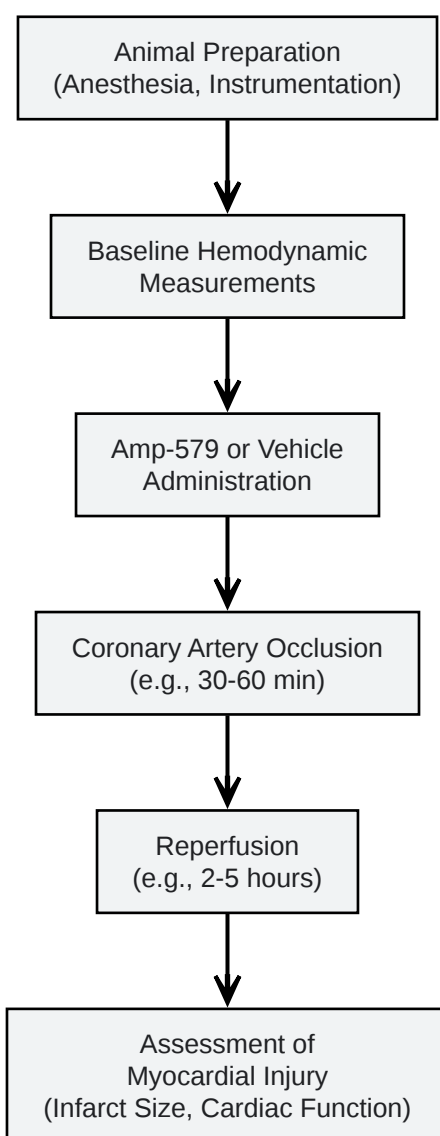 Animal Preparation
(Anesthesia, Instrumentation)
Baseline Hemodynamic
Measurements
Amp-579 or Vehicle
Administration
Coronary Artery Occlusion
(e.g., 30-60 min)
Reperfusion
(e.g., 2-5 hours)
Assessment of
Myocardial Injury
(Infarct Size, Cardiac Function)